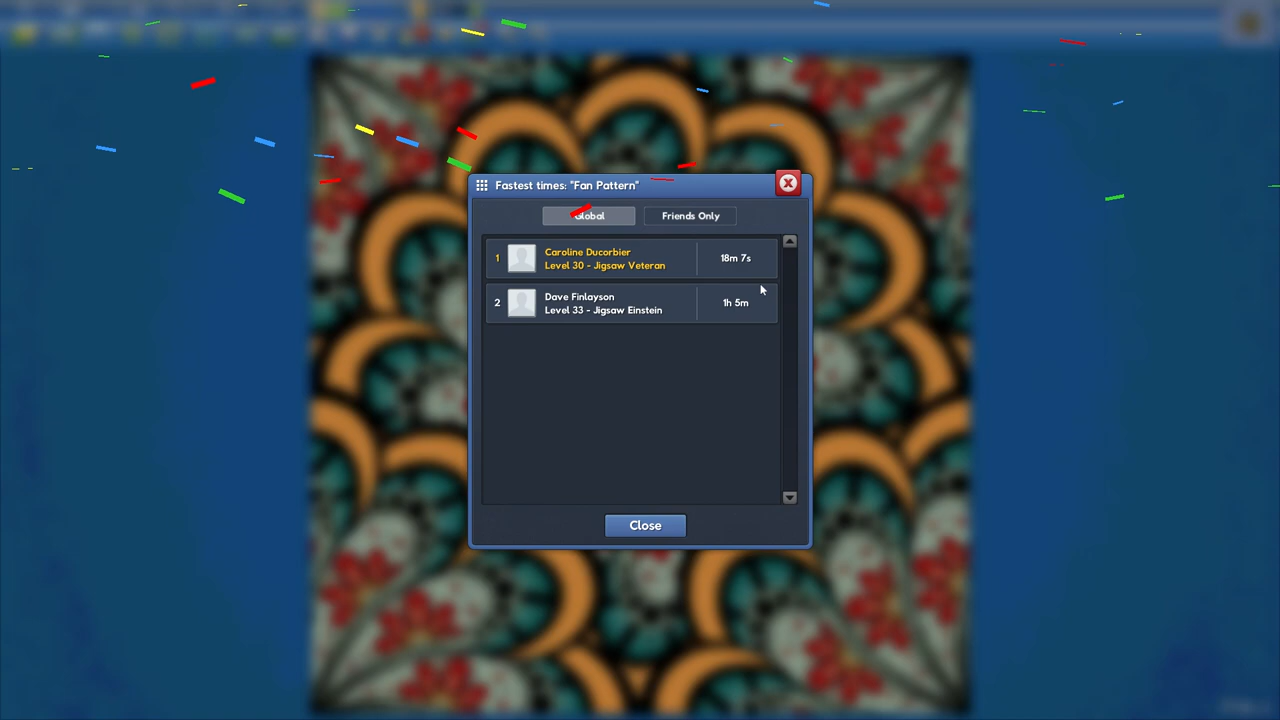 Fastest times: "Fan Pattern"
Global
Friends Only
1
Caroline Ducorbier
Level 30 - Jigsaw Veteran
18m 7s
2
Dave Finlayson
Level 33 - Jigsaw Einstein
1h 5m
Close